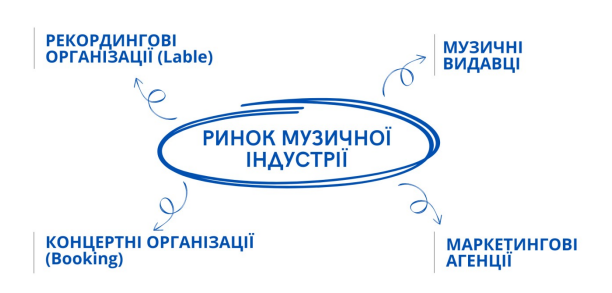 РЕКОРДИНГОВІ
ОРГАНІЗАЦІЇ (Lable)
МУЗИЧНІ
ВИДАВЦІ
РИНОК МУЗИЧНОЇ
ІНДУСТРІЇ
КОНЦЕРТНІ ОРГАНІЗАЦІЇ
(Booking)
МАРКЕТИНГОВІ
АГЕНЦІЇ